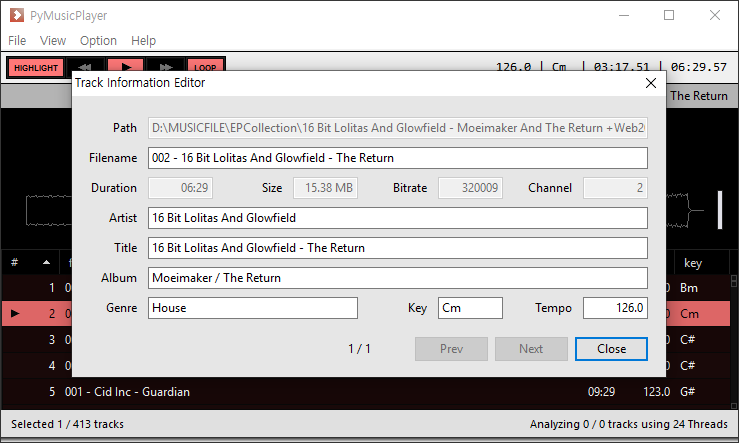 PyMusicPlayer
File View Option Help
HIGHLIGHT LOOP 126.0 | Cm | 03:17.51 | 06:29.57
Track Information Editor
The Return
Path D:\MUSICFILE\EPCollection\16 Bit Lolitas And Glowfield - Moeimaker And The Return +Web20
Filename 002 - 16 Bit Lolitas And Glowfield - The Return
Duration 06:29 Size 15.38 MB Bitrate 320009 Channel 2
Artist 16 Bit Lolitas And Glowfield
Title 16 Bit Lolitas And Glowfield - The Return
Album Moeimaker / The Return
# key
Genre House Key Cm Tempo 126.0
1 Bm
2 Cm
3 C#
1 / 1 Prev Next Close
4 C#
5 001 - Cid Inc - Guardian 09:29 123.0 G#
Selected 1 / 413 tracks Analyzing 0 / 0 tracks using 24 Threads